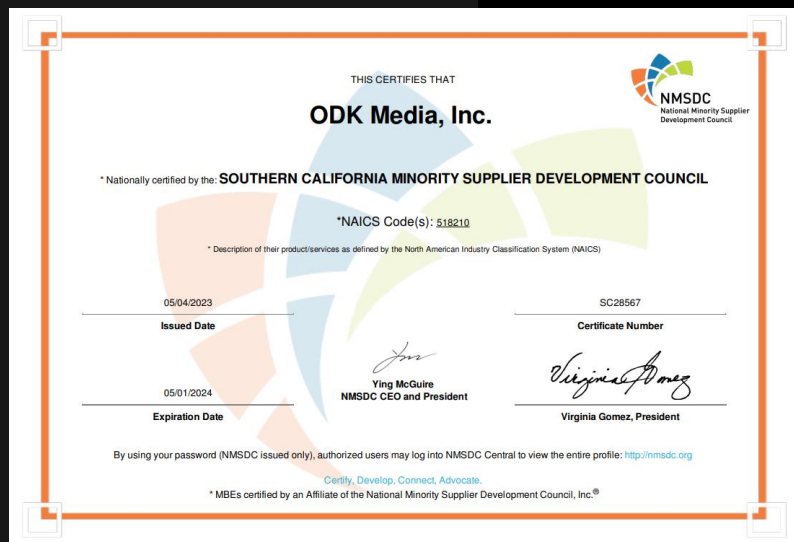 THIS CERTIFIES THAT
ODK Media, Inc.
NMSDC
National Minority Supplier
Development Council
* Nationally certified by the: SOUTHERN CALIFORNIA MINORITY SUPPLIER DEVELOPMENT COUNCIL
*NAICS Code(s): 518210
* Description of their product/services as defined by the North American Industry Classification System (NAICS)
05/04/2023
Issued Date
SC28567
Certificate Number
05/01/2024
Expiration Date
Ying McGuire
NMSDC CEO and President
Virginia Gomez
Virginia Gomez, President
By using your password (NMSDC issued only), authorized users may log into NMSDC Central to view the entire profile: http://nmsdc.org
Certify, Develop, Connect, Advocate.
* MBEs certified by an Affiliate of the National Minority Supplier Development Council, Inc.®